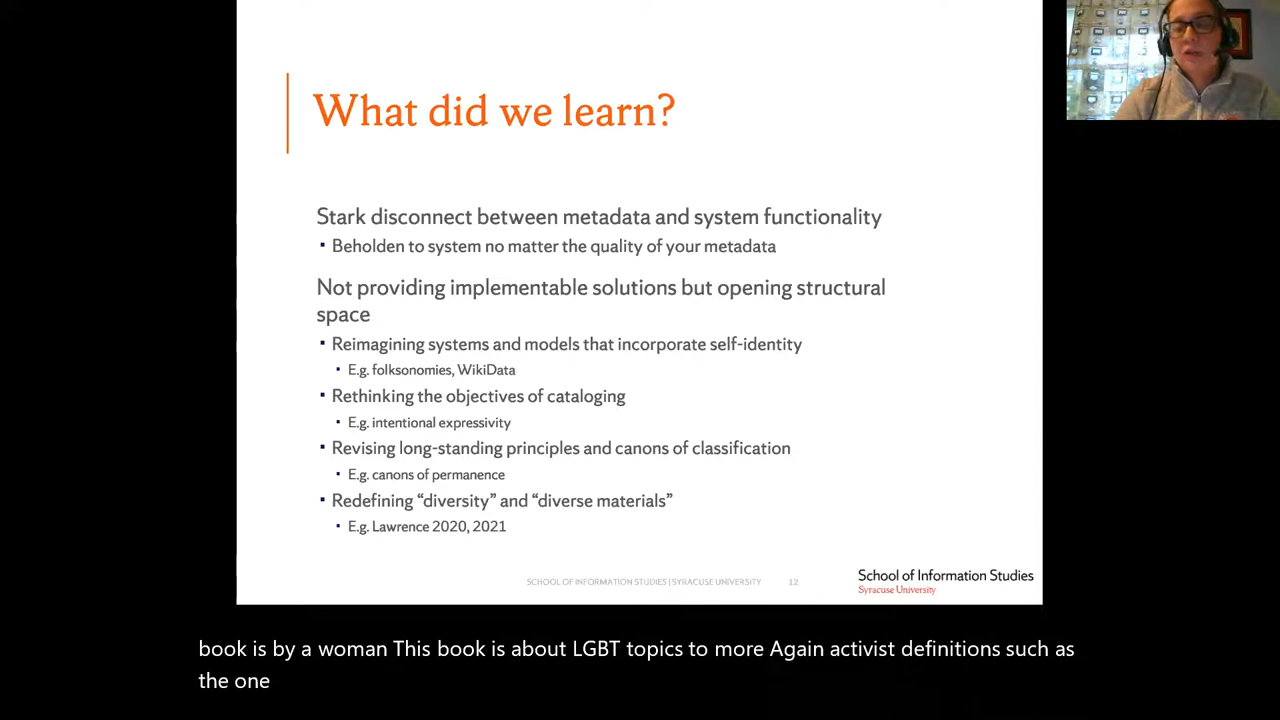 What did we learn?
Stark disconnect between metadata and system functionality
▪ Beholden to system no matter the quality of your metadata
Not providing implementable solutions but opening structural
space
▪ Reimagining systems and models that incorporate self-identity
▪ E.g. folksonomies, WikiData
▪ Rethinking the objectives of cataloging
▪ E.g. intentional expressivity
▪ Revising long-standing principles and canons of classification
▪ E.g. canons of permanence
▪ Redefining “diversity” and “diverse materials”
▪ E.g. Lawrence 2020, 2021
SCHOOL OF INFORMATION STUDIES | SYRACUSE UNIVERSITY 12
School of Information Studies
Syracuse University
book is by a woman This book is about LGBT topics to more Again activist definitions such as
the one